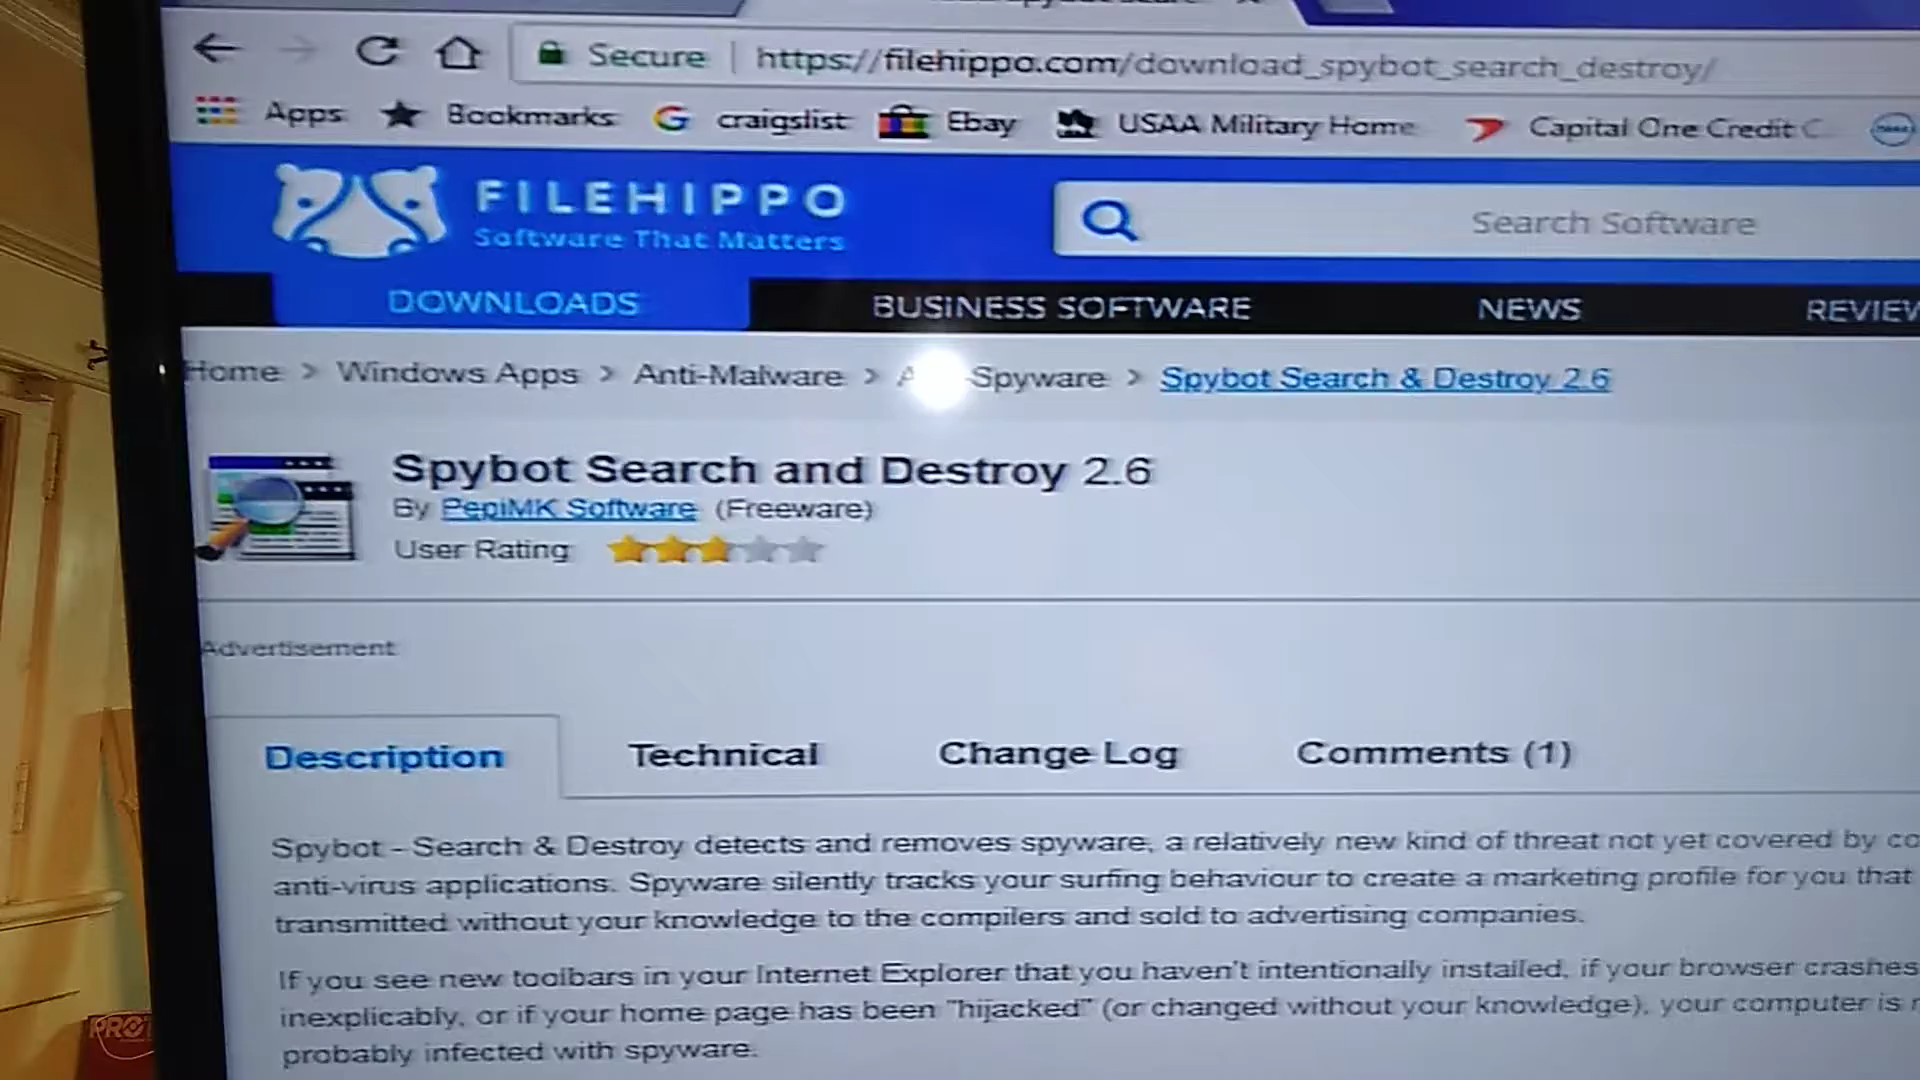 Secure https://filehippo.com/download_spybot_search_destroy/
Apps Bookmarks craigslist Ebay USAA Military Home Capital One Credit C
FILEHIPPO
Software That Matters
Search Software
DOWNLOADS BUSINESS SOFTWARE NEWS REVIEW
Home > Windows Apps > Anti-Malware > Spyware > Spybot Search & Destroy 2.6
Spybot Search and Destroy 2.6
By PepiMK Software (Freeware)
User Rating
Advertisement
Description Technical Change Log Comments (1)
Spybot - Search & Destroy detects and removes spyware, a relatively new kind of threat not yet covered by co
anti-virus applications. Spyware silently tracks your surfing behaviour to create a marketing profile for you that
transmitted without your knowledge to the compilers and sold to advertising companies.
If you see new toolbars in your Internet Explorer that you haven't intentionally installed, if your browser crashes
inexplicably, or if your home page has been "hijacked" (or changed without your knowledge), your computer is
probably infected with spyware.